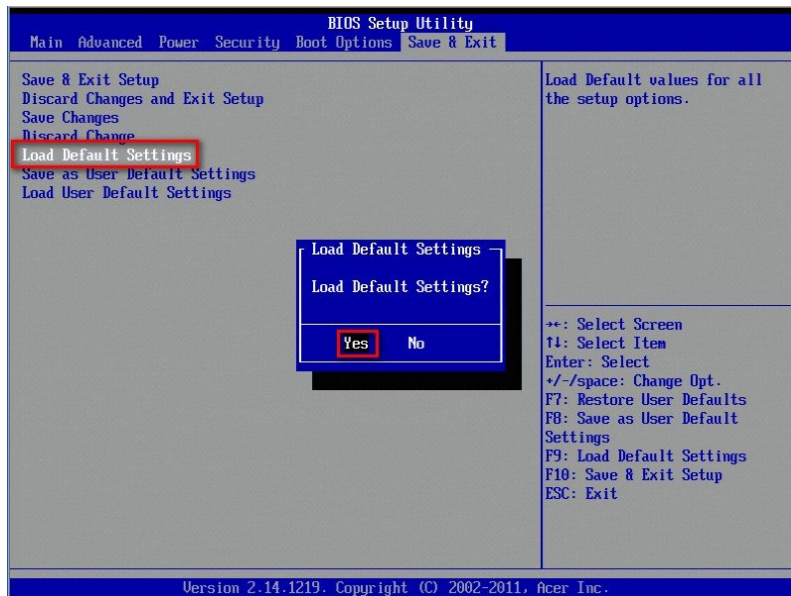 BIOS Setup Utility
Main Advanced Power Security Boot Options Save & Exit
Save & Exit Setup
Discard Changes and Exit Setup
Save Changes
Discard Change
Load Default Settings
Save as User Default Settings
Load User Default Settings
Load Default values for all
the setup options.
Load Default Settings
Load Default Settings?
Yes No
→←: Select Screen
↑↓: Select Item
Enter: Select
+/-/space: Change Opt.
F7: Restore User Defaults
F8: Save as User Default
Settings
F9: Load Default Settings
F10: Save & Exit Setup
ESC: Exit
Version 2.14.1219. Copyright (C) 2002-2011, Acer Inc.